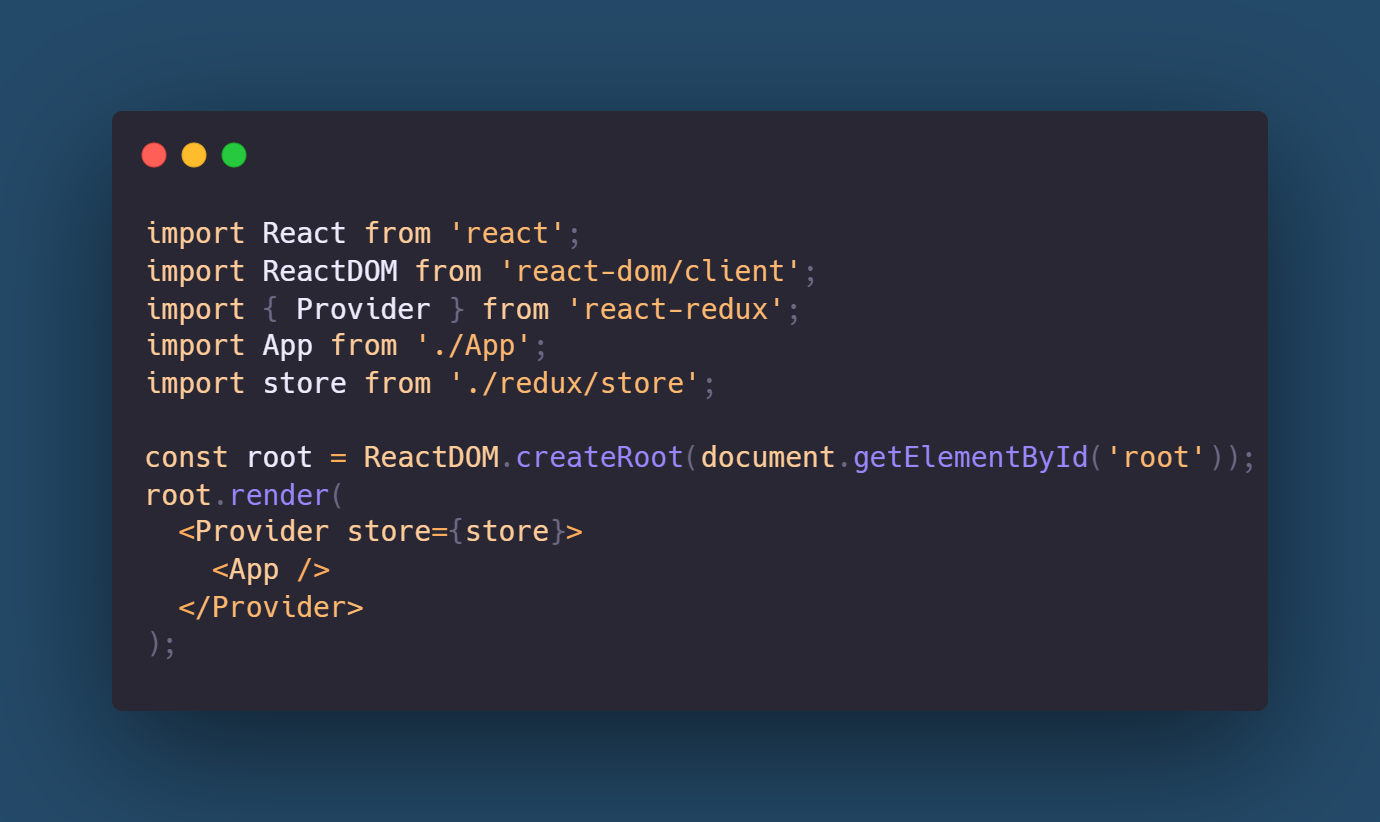 import React from 'react';
import ReactDOM from 'react-dom/client';
import { Provider } from 'react-redux';
import App from './App';
import store from './redux/store';

const root = ReactDOM.createRoot(document.getElementById('root'));
root.render(
  <Provider store={store}>
    <App />
  </Provider>
);